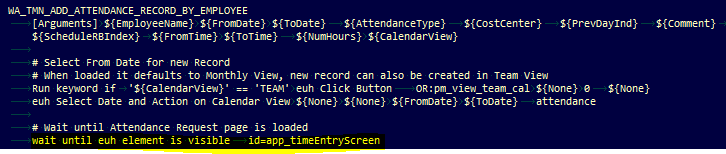 WA_TMN_ADD_ATTENDANCE_RECORD_BY_EMPLOYEE
[Arguments] ${EmployeeName} ${FromDate} ${ToDate} ${AttendanceType} ${CostCenter} ${PrevDayInd} ${Comment}
${ScheduleRBIndex} ${FromTime} ${ToTime} ${NumHours} ${CalendarView}
# Select From Date for new Record
# When loaded it defaults to Monthly View, new record can also be created in Team View
Run keyword if '${CalendarView}' == 'TEAM' euh Click Button OR:pm_view_team_cal ${None} 0 ${None}
euh Select Date and Action on Calendar View ${None} ${None} ${FromDate} ${ToDate} attendance
# Wait until Attendance Request page is loaded
wait until euh element is visible id=app_timeEntryScreen